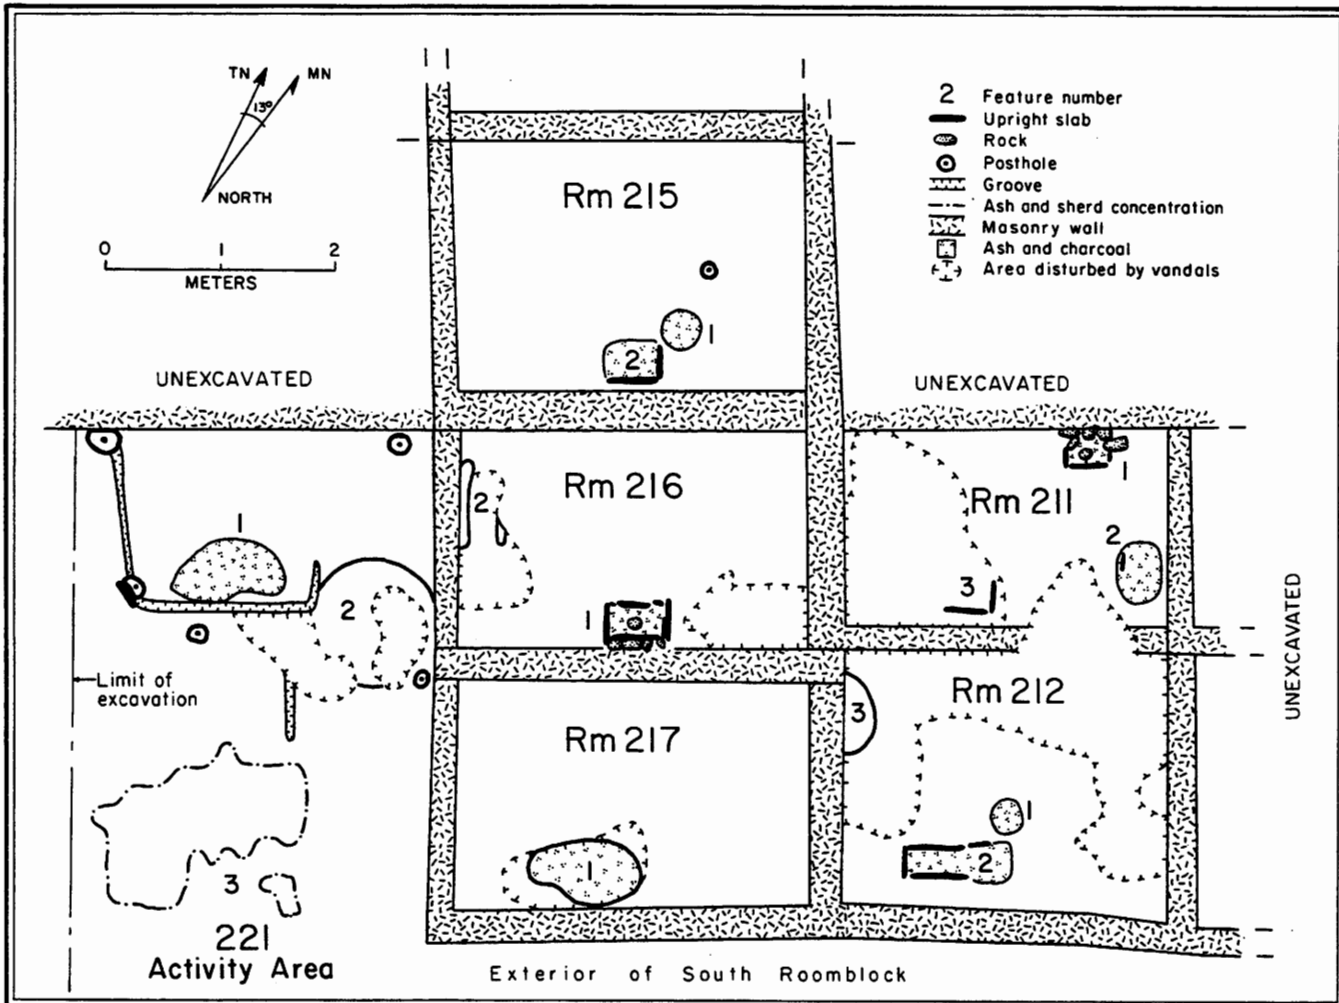 TN MN
13°
NORTH
0 1 2
METERS
2 Feature number
Upright slab
Rock
Posthole
Groove
Ash and sherd concentration
Masonry wall
Ash and charcoal
Area disturbed by vandals
Rm 215
1
2
UNEXCAVATED
UNEXCAVATED
1
2
Limit of
excavation
3
221
Activity Area
Rm 216
2
1
Rm 211
1
2
3
UNEXCAVATED
Rm 217
1
Rm 212
3
1
2
Exterior of South Roomblock